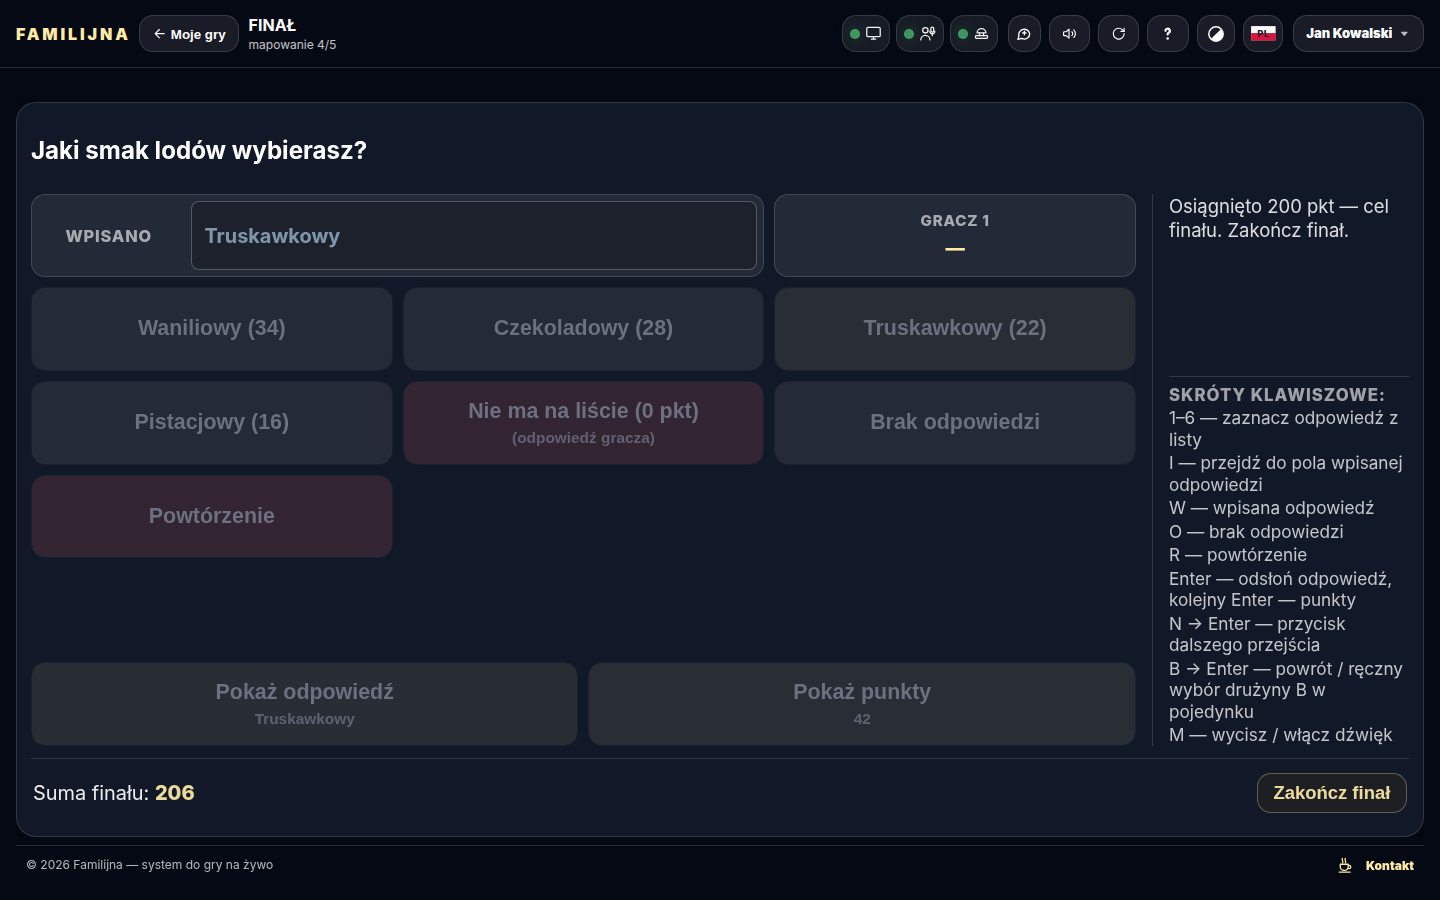 FAMILIJNA
Moje gry
FINAŁ
mapowanie 4/5
?
PL
Jan Kowalski
Jaki smak lodów wybierasz?
WPISANO
Truskawkowy
GRACZ 1
—
Waniliowy (34)
Czekoladowy (28)
Truskawkowy (22)
Pistacjowy (16)
Nie ma na liście (0 pkt)
(odpowiedź gracza)
Brak odpowiedzi
Powtórzenie
Pokaż odpowiedź
Truskawkowy
Pokaż punkty
42
Osiągnięto 200 pkt — cel
finału. Zakończ finał.
SKRÓTY KLAWISZOWE:
1–6 — zaznacz odpowiedź z
listy
I — przejdź do pola wpisanej
odpowiedzi
W — wpisana odpowiedź
O — brak odpowiedzi
R — powtórzenie
Enter — odsłoń odpowiedź,
kolejny Enter — punkty
N → Enter — przycisk
dalszego przejścia
B → Enter — powrót / ręczny
wybór drużyny B w
pojedynku
M — wycisz / włącz dźwięk
Suma finału: 206
Zakończ finał
© 2026 Familijna — system do gry na żywo
Kontakt